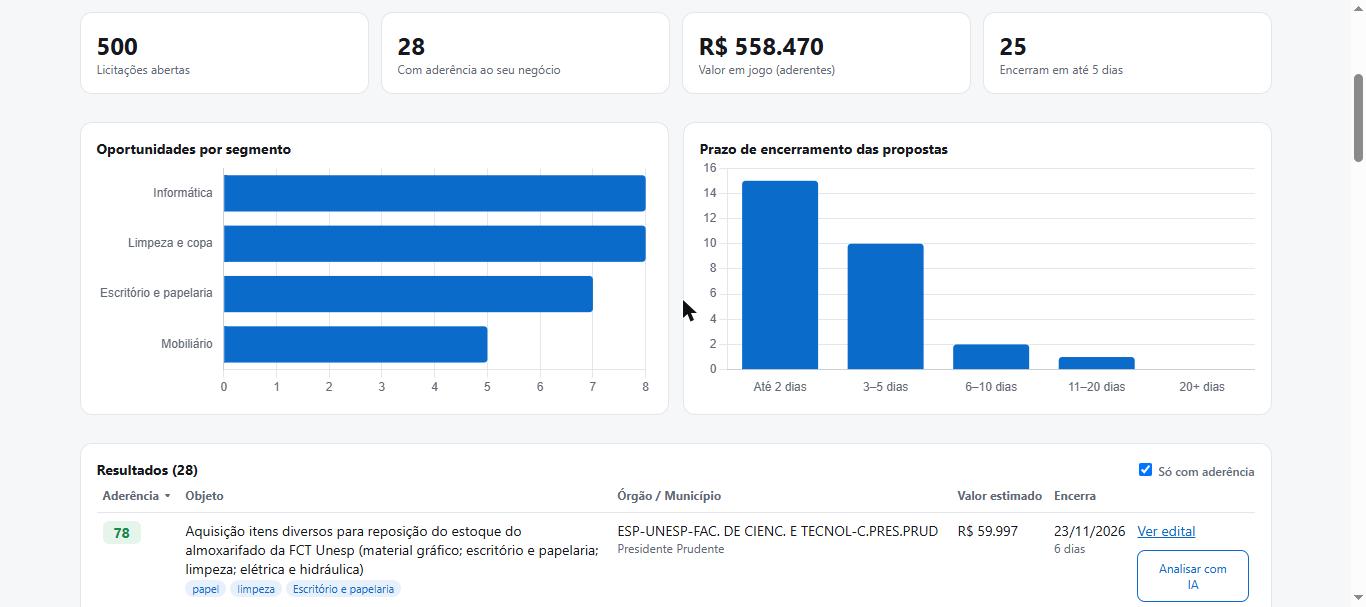 500
Licitações abertas
28
Com aderência ao seu negócio
R$ 558.470
Valor em jogo (aderentes)
25
Encerram em até 5 dias
Oportunidades por segmento
Informática
Limpeza e copa
Escritório e papelaria
Mobiliário
0 1 2 3 4 5 6 7 8
Prazo de encerramento das propostas
16
14
12
10
8
6
4
2
0
Até 2 dias 3–5 dias 6–10 dias 11–20 dias 20+ dias
Resultados (28)
Só com aderência
Aderência Objeto Órgão / Município Valor estimado Encerra
78
Aquisição itens diversos para reposição do estoque do
almoxarifado da FCT Unesp (material gráfico; escritório e papelaria;
limpeza; elétrica e hidráulica)
papel limpeza Escritório e papelaria
ESP-UNESP-FAC. DE CIENC. E TECNOL-C.PRES.PRUD
Presidente Prudente
R$ 59.997
23/11/2026
6 dias
Ver edital
Analisar com
IA